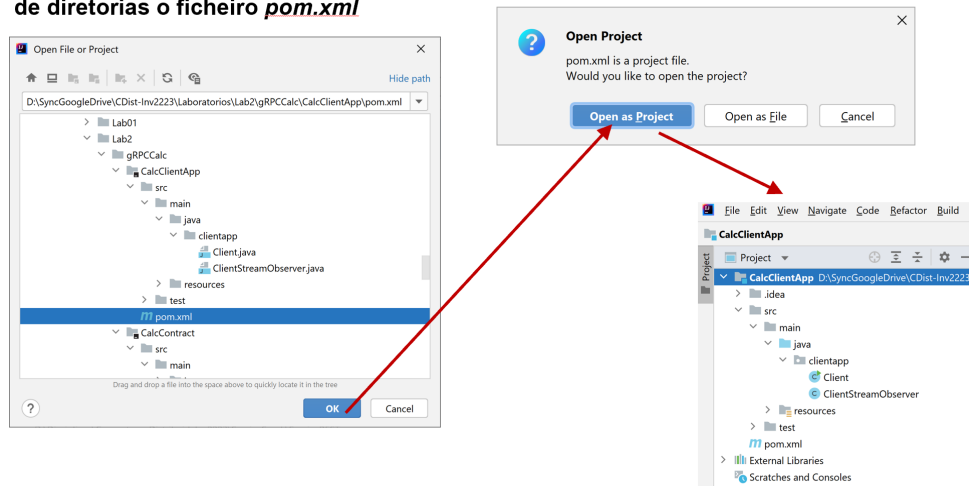 de diretorias o ficheiro pom.xml
Open File or Project
Hide path
D:\SyncGoogleDrive\CDist-Inv2223\Laboratorios\Lab2\gRPCCalc\CalcClientApp\pom.xml
Lab01
Lab2
gRPCCalc
CalcClientApp
src
main
java
clientapp
Client.java
ClientStreamObserver.java
resources
test
pom.xml
CalcContract
src
main
Drag and drop a file into the space above to quickly locate it in the tree
?
OK
Cancel
?
Open Project
pom.xml is a project file.
Would you like to open the project?
Open as Project
Open as File
Cancel
File Edit View Navigate Code Refactor Build
CalcClientApp
Project
Project
CalcClientApp D:\SyncGoogleDrive\CDist-Inv2223
.idea
src
main
java
clientapp
Client
ClientStreamObserver
resources
test
pom.xml
External Libraries
Scratches and Consoles